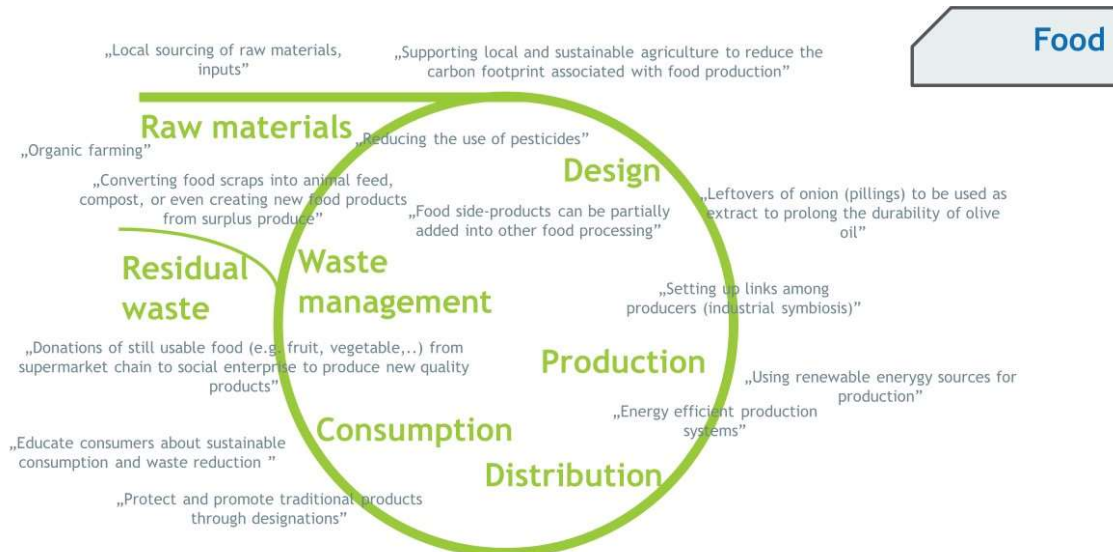 Food
„Local sourcing of raw materials,
inputs”
„Supporting local and sustainable agriculture to reduce the
carbon footprint associated with food production”
Raw materials
„Reducing the use of pesticides”
„Organic farming”
Design
„Converting food scraps into animal feed,
compost, or even creating new food products
from surplus produce”
„Food side-products can be partially
added into other food processing”
„Leftovers of onion (pillings) to be used as
extract to prolong the durability of olive
oil”
Residual
waste
Waste
management
„Setting up links among
producers (industrial symbiosis)”
„Donations of still usable food (e.g. fruit, vegetable,..) from
supermarket chain to social enterprise to produce new quality
products”
Production
„Using renewable enerygy sources for
production”
„Energy efficient production
systems”
Consumption
„Educate consumers about sustainable
consumption and waste reduction ”
Distribution
„Protect and promote traditional products
through designations”